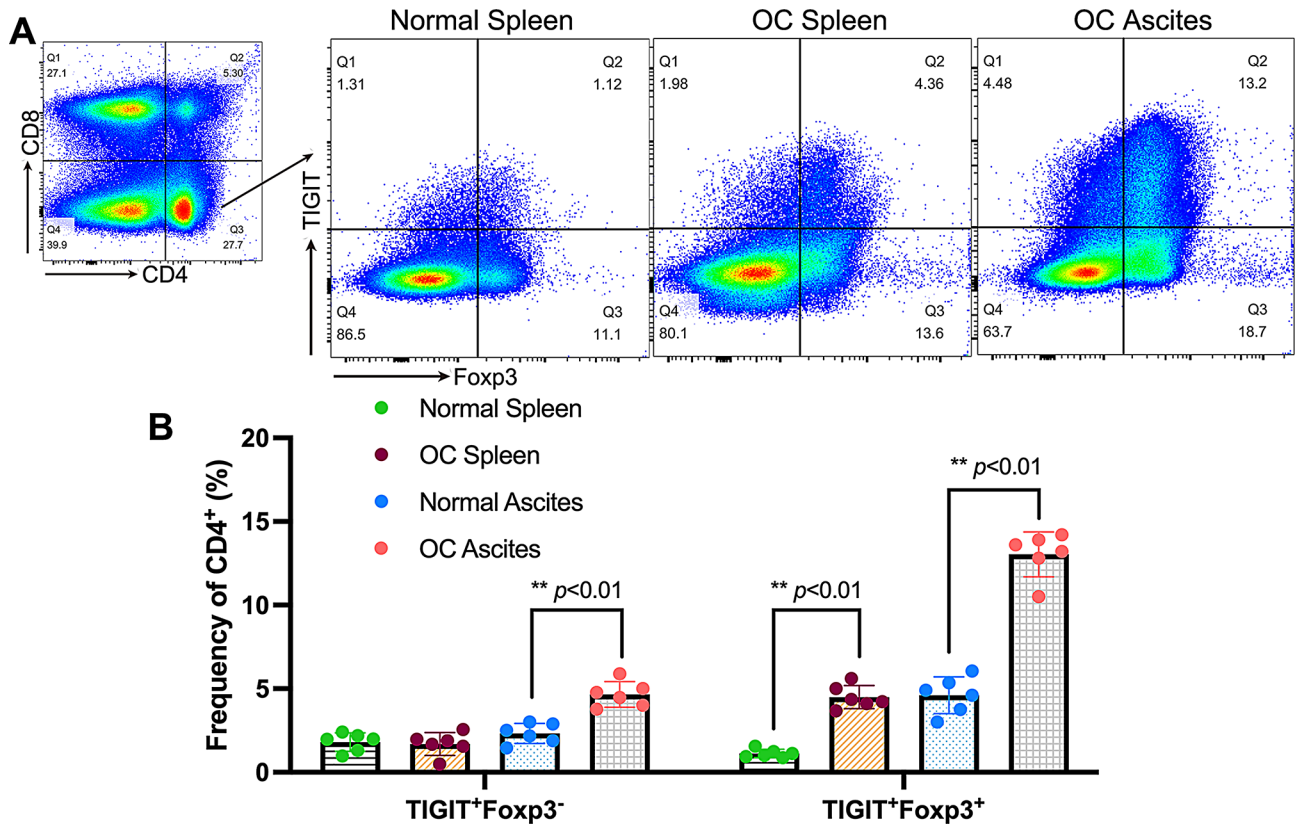 A
Normal Spleen
OC Spleen
OC Ascites
Q1
27.1
Q2
5.30
Q4
39.9
Q3
27.7
CD8
CD4
Q1
1.31
Q2
1.12
Q4
86.5
Q3
11.1
Q1
1.98
Q2
4.36
Q4
80.1
Q3
13.6
Q1
4.48
Q2
13.2
Q4
63.7
Q3
18.7
TIGIT
Foxp3
B
Normal Spleen
OC Spleen
Normal Ascites
OC Ascites
Frequency of CD4⁺ (%)
20
15
10
5
0
** p<0.01
** p<0.01
** p<0.01
TIGIT⁺Foxp3⁻
TIGIT⁺Foxp3⁺